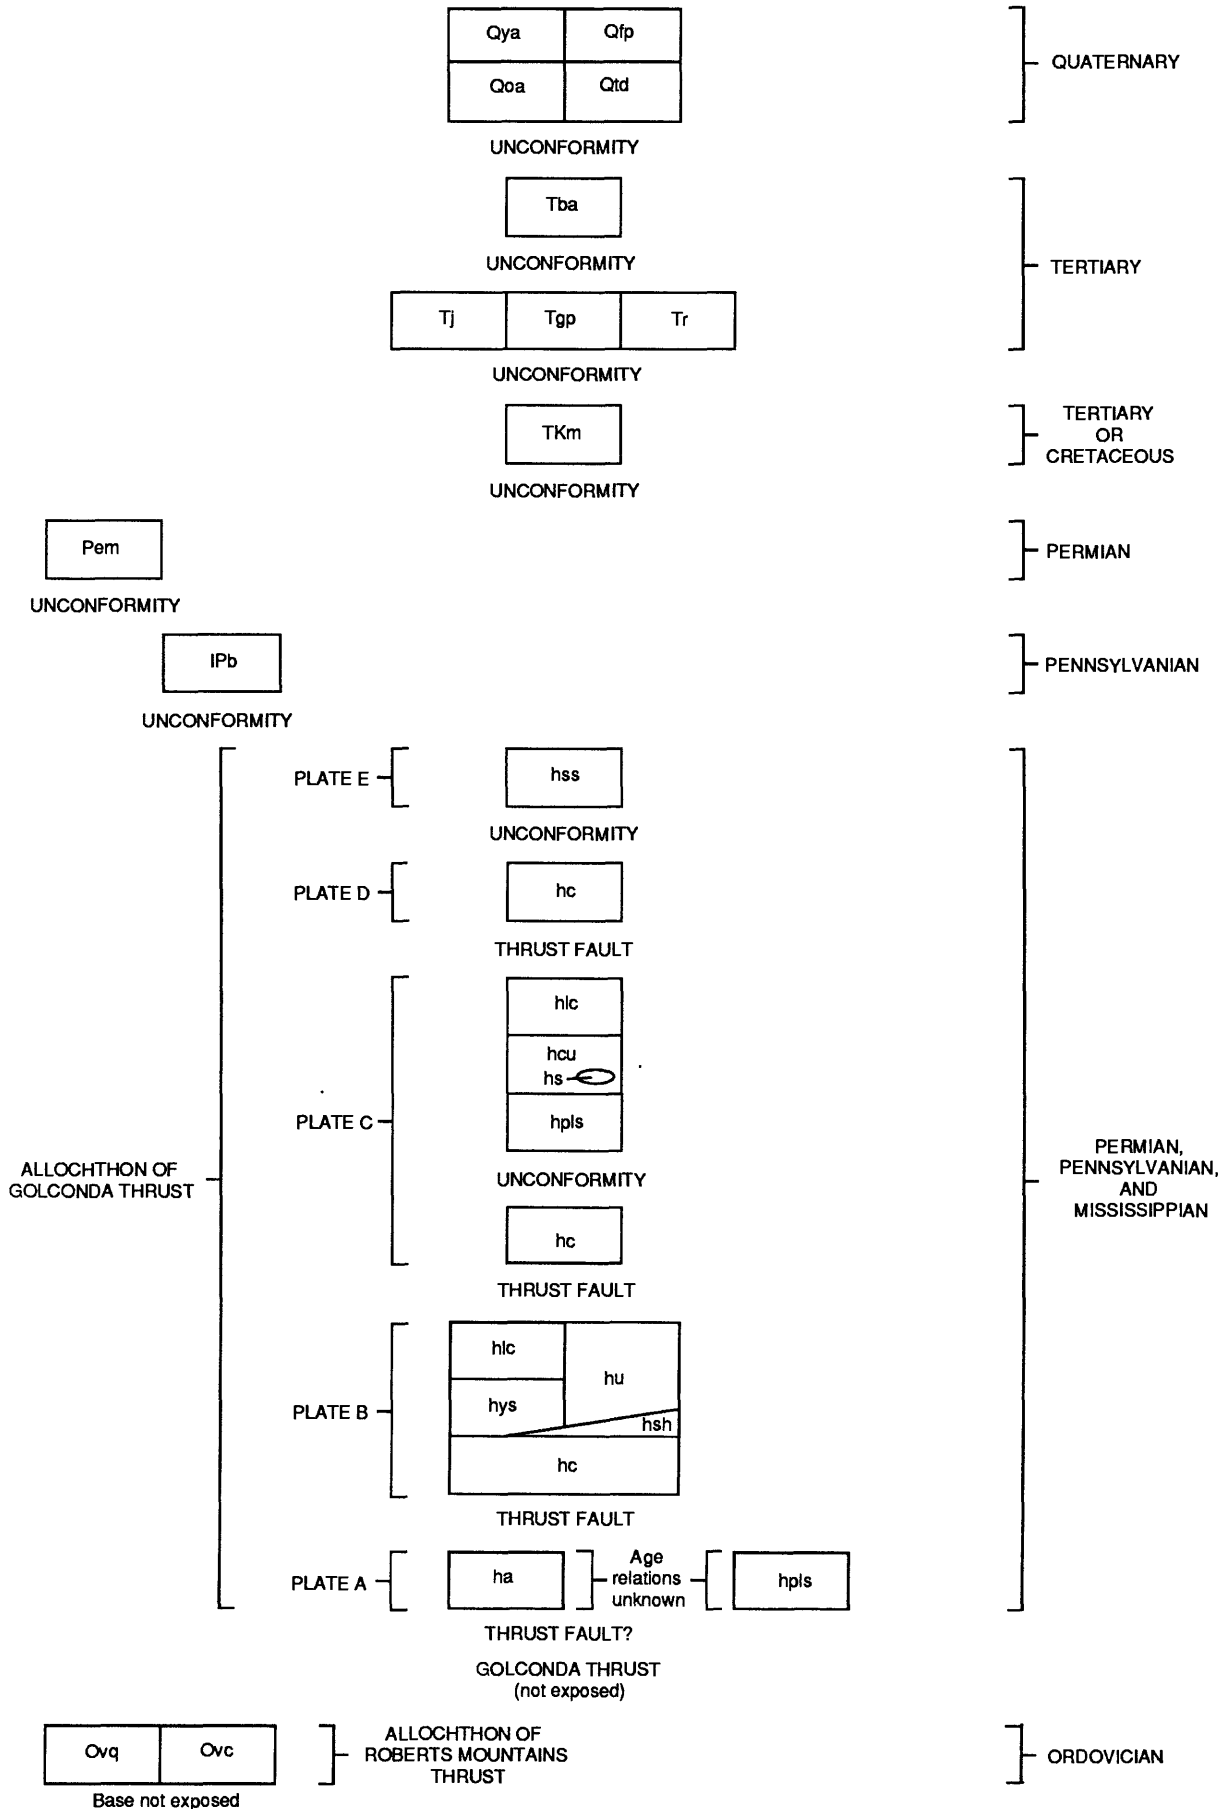 Qya Qfp
QUATERNARY
Qoa Qtd
UNCONFORMITY
Tba
UNCONFORMITY
TERTIARY
Tj Tgp Tr
UNCONFORMITY
TKm
TERTIARY
OR
CRETACEOUS
UNCONFORMITY
Pem
PERMIAN
UNCONFORMITY
IPb
PENNSYLVANIAN
UNCONFORMITY
PLATE E
hss
UNCONFORMITY
PLATE D
hc
THRUST FAULT
hlc
hcu
hs
PLATE C
hpls
UNCONFORMITY
ALLOCHTHON OF
GOLCONDA THRUST
PERMIAN,
PENNSYLVANIAN,
AND
MISSISSIPPIAN
hc
THRUST FAULT
hlc
hu
PLATE B
hys
hsh
hc
THRUST FAULT
PLATE A
ha
Age
relations
unknown
hpls
THRUST FAULT?
GOLCONDA THRUST
(not exposed)
Ovq Ovc
ALLOCHTHON OF
ROBERTS MOUNTAINS
THRUST
ORDOVICIAN
Base not exposed